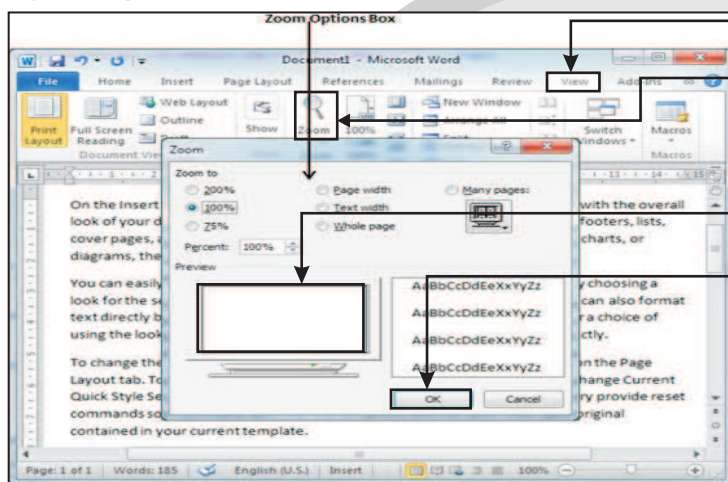 Zoom Options Box
Document1 - Microsoft Word
File Home Insert Page Layout References Mailings Review View Add-Ins
Web Layout New Window
Outline Arrange All
Draft Split
Print Layout Full Screen Reading Show Zoom 100% Switch Windows Macros
Document Vie Macros
Zoom
Zoom to
200% Page width Many pages:
100% Text width
75% Whole page
Percent: 100%
Preview
AaBbCcDdEeXxYyZz
AaBbCcDdEeXxYyZz
AaBbCcDdEeXxYyZz
AaBbCcDdEeXxYyZz
OK Cancel
On the Insert with the overall
look of your d footers, lists,
cover pages, a charts, or
diagrams, the
You can easily choosing a
look for the se can also format
text directly b r a choice of
using the look ctly.
To change the on the Page
Layout tab. To hange Current
Quick Style Se ry provide reset
commands so original
contained in your current template.
Page: 1 of 1 Words: 185 English (U.S.) Insert 100%